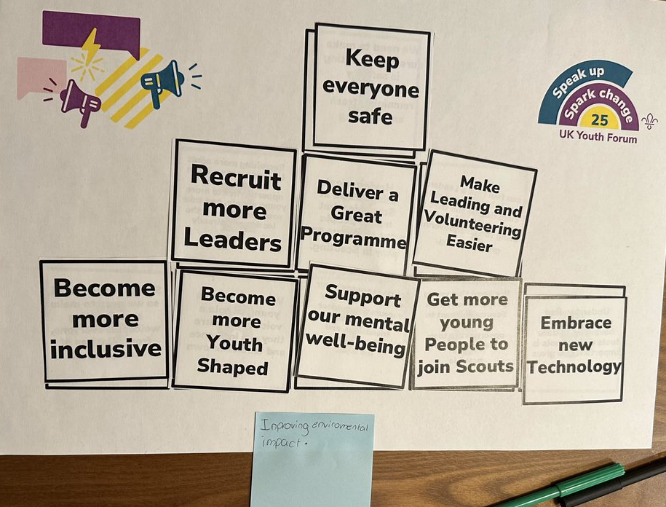 Speak up
Spark change
25
UK Youth Forum
Keep
everyone
safe
Recruit
more
Leaders
Deliver a
Great
Programme
Make
Leading and
Volunteering
Easier
Become
more
inclusive
Become
more
Youth
Shaped
Support
our mental
well-being
Get more
young
People to
join Scouts
Embrace
new
Technology
Inproving enviromental
impact.